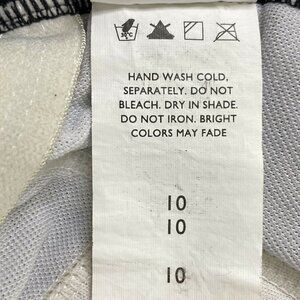 30°C
HAND WASH COLD,
SEPARATELY. DO NOT
BLEACH. DRY IN SHADE.
DO NOT IRON. BRIGHT
COLORS MAY FADE
10
10
10